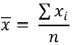 x̄ = ∑ xᵢ / n